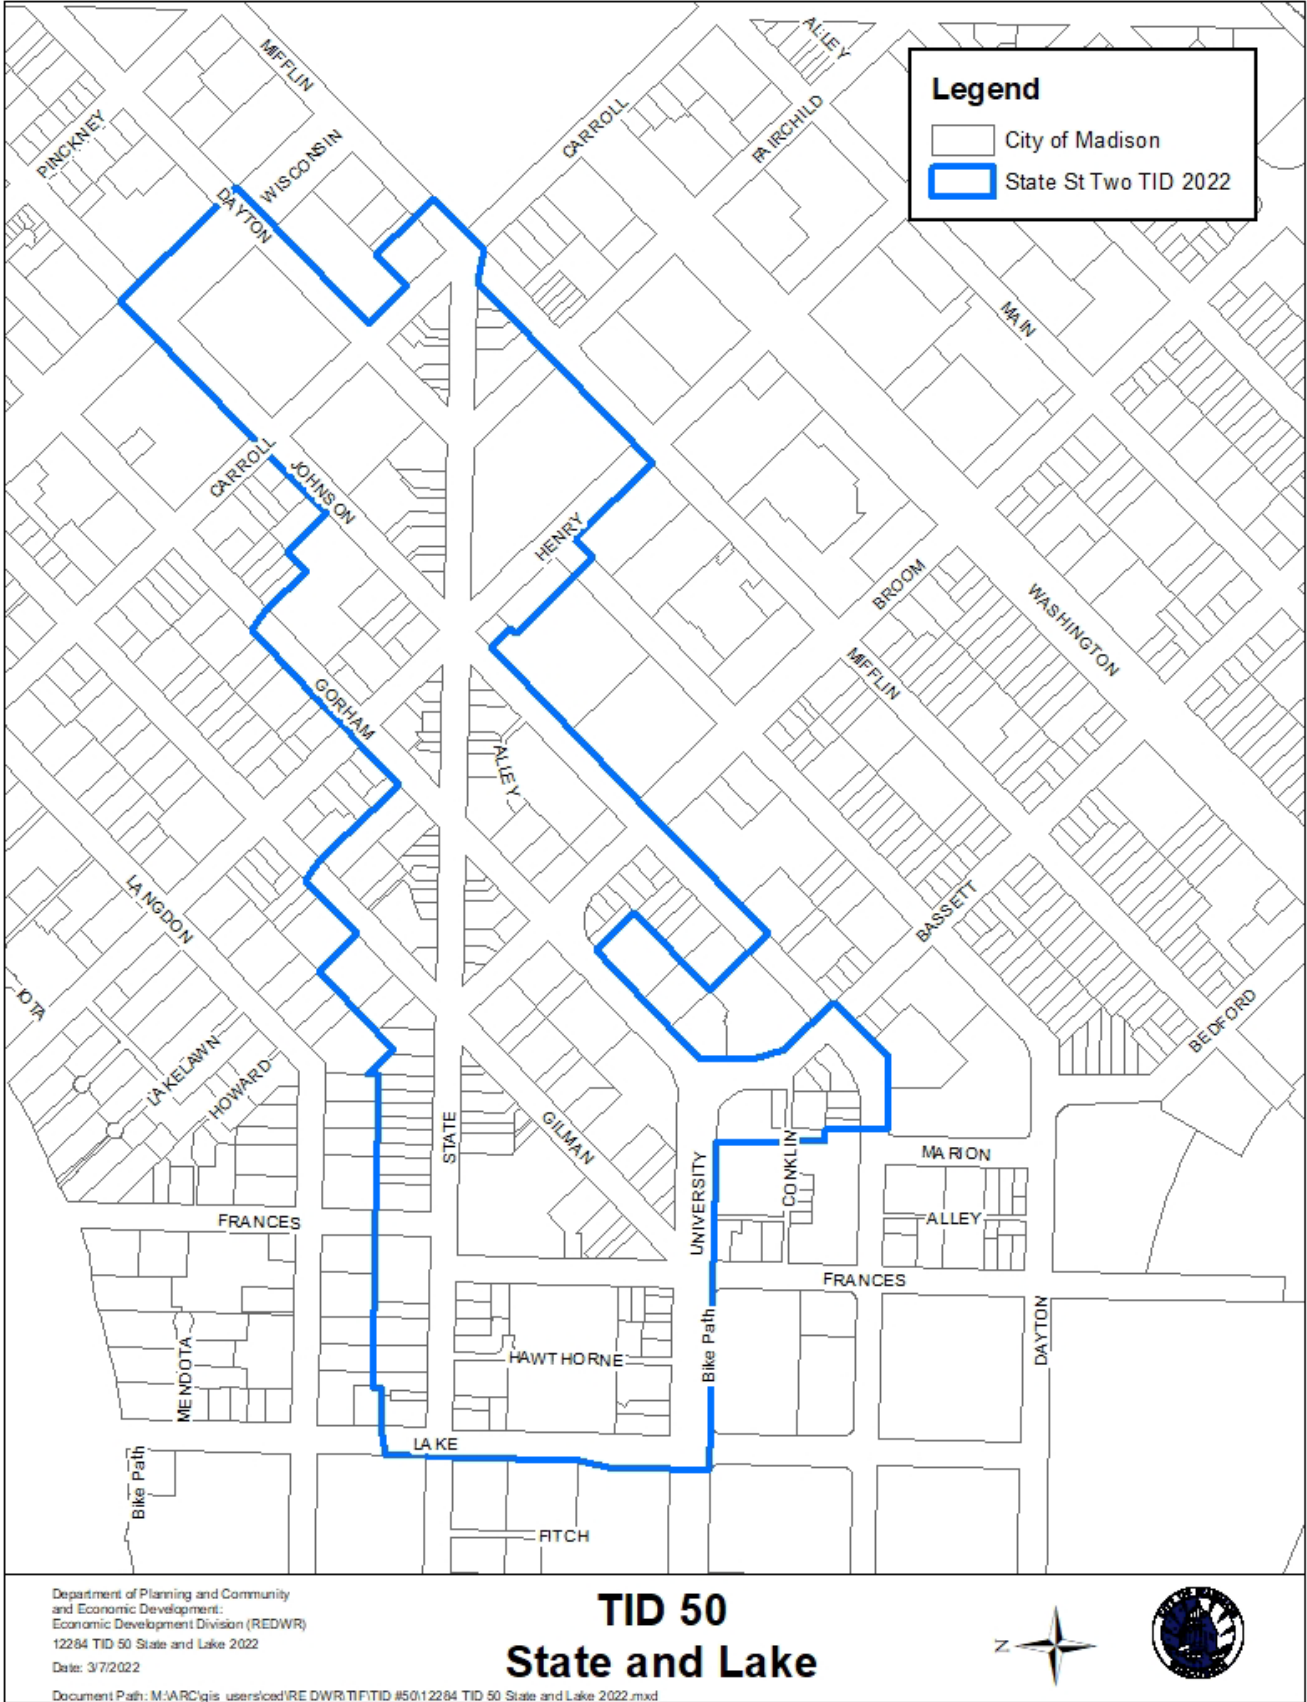 ALLEY
MIFFLIN
Legend
CARROLL
FAIRCHILD
PINCKNEY
City of Madison
WISCONSIN
State St Two TID 2022
DAYTON
MAIN
CARROLL
JOHNSON
HENRY
BROOM
WASHINGTON
MIFFLIN
GORHAM
ALLEY
LANGDON
BASSETT
IOTA
BEDFORD
LAKELAWN
HOWARD
STATE
GILMAN
MARION
CONKLIN
UNIVERSITY
FRANCES
ALLEY
FRANCES
DAYTON
Bike Path
HAWTHORNE
MENDOTA
LAKE
Bike Path
FITCH
Department of Planning and Community
and Economic Development:
Economic Development Division (REDWR)
12284 TID 50 State and Lake 2022
Date: 3/7/2022
Document Path: M:\ARC\gis_users\ced\REDWR\TIF\TID #50\12284 TID 50 State and Lake 2022.mxd
TID 50
State and Lake
N